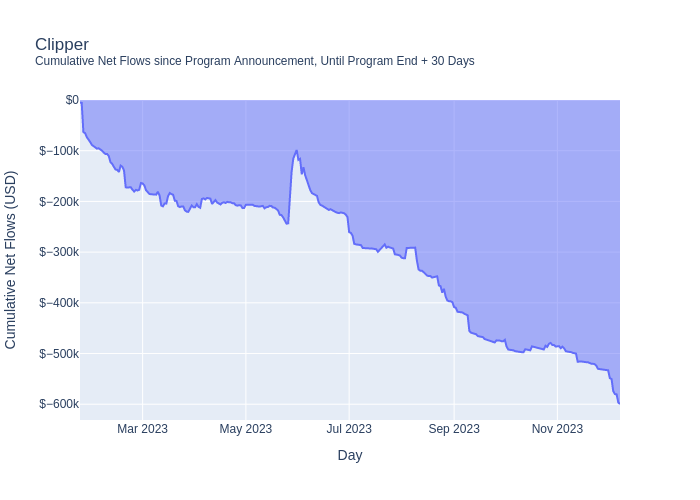 Clipper
Cumulative Net Flows since Program Announcement, Until Program End + 30 Days
$0
$−100k
$−200k
$−300k
$−400k
$−500k
$−600k
Cumulative Net Flows (USD)
Mar 2023
May 2023
Jul 2023
Sep 2023
Nov 2023
Day